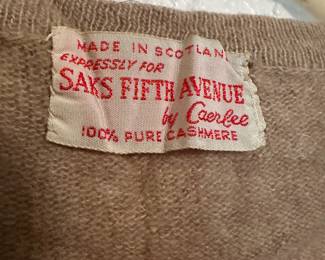 MADE IN SCOTLAND
EXPRESSLY FOR
SAKS FIFTH AVENUE
by Caerlee
100% PURE CASHMERE